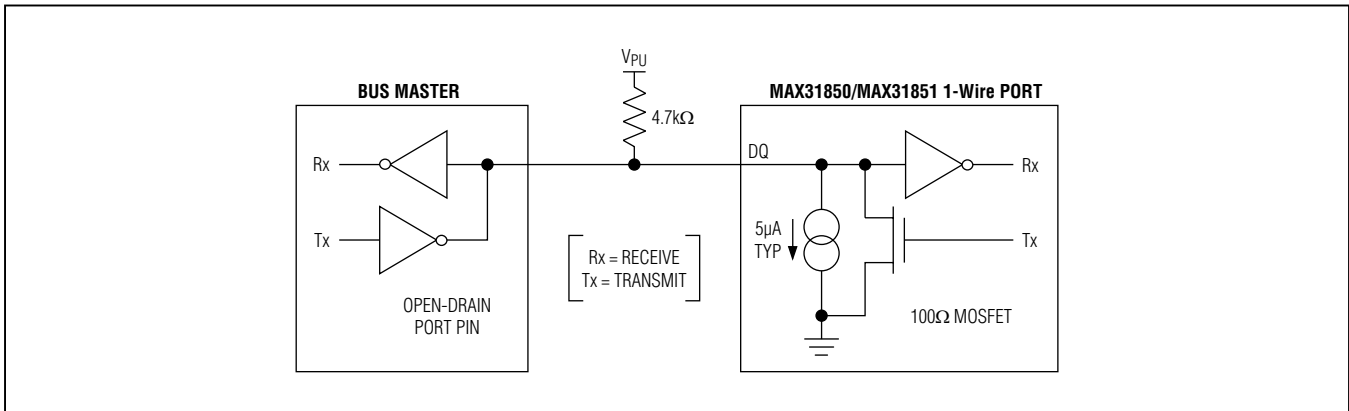 VPU
BUS MASTER
MAX31850/MAX31851 1-Wire PORT
4.7kΩ
DQ
Rx
Rx
Tx
5µA
TYP
Tx
Rx = RECEIVE
Tx = TRANSMIT
OPEN-DRAIN
PORT PIN
100Ω MOSFET